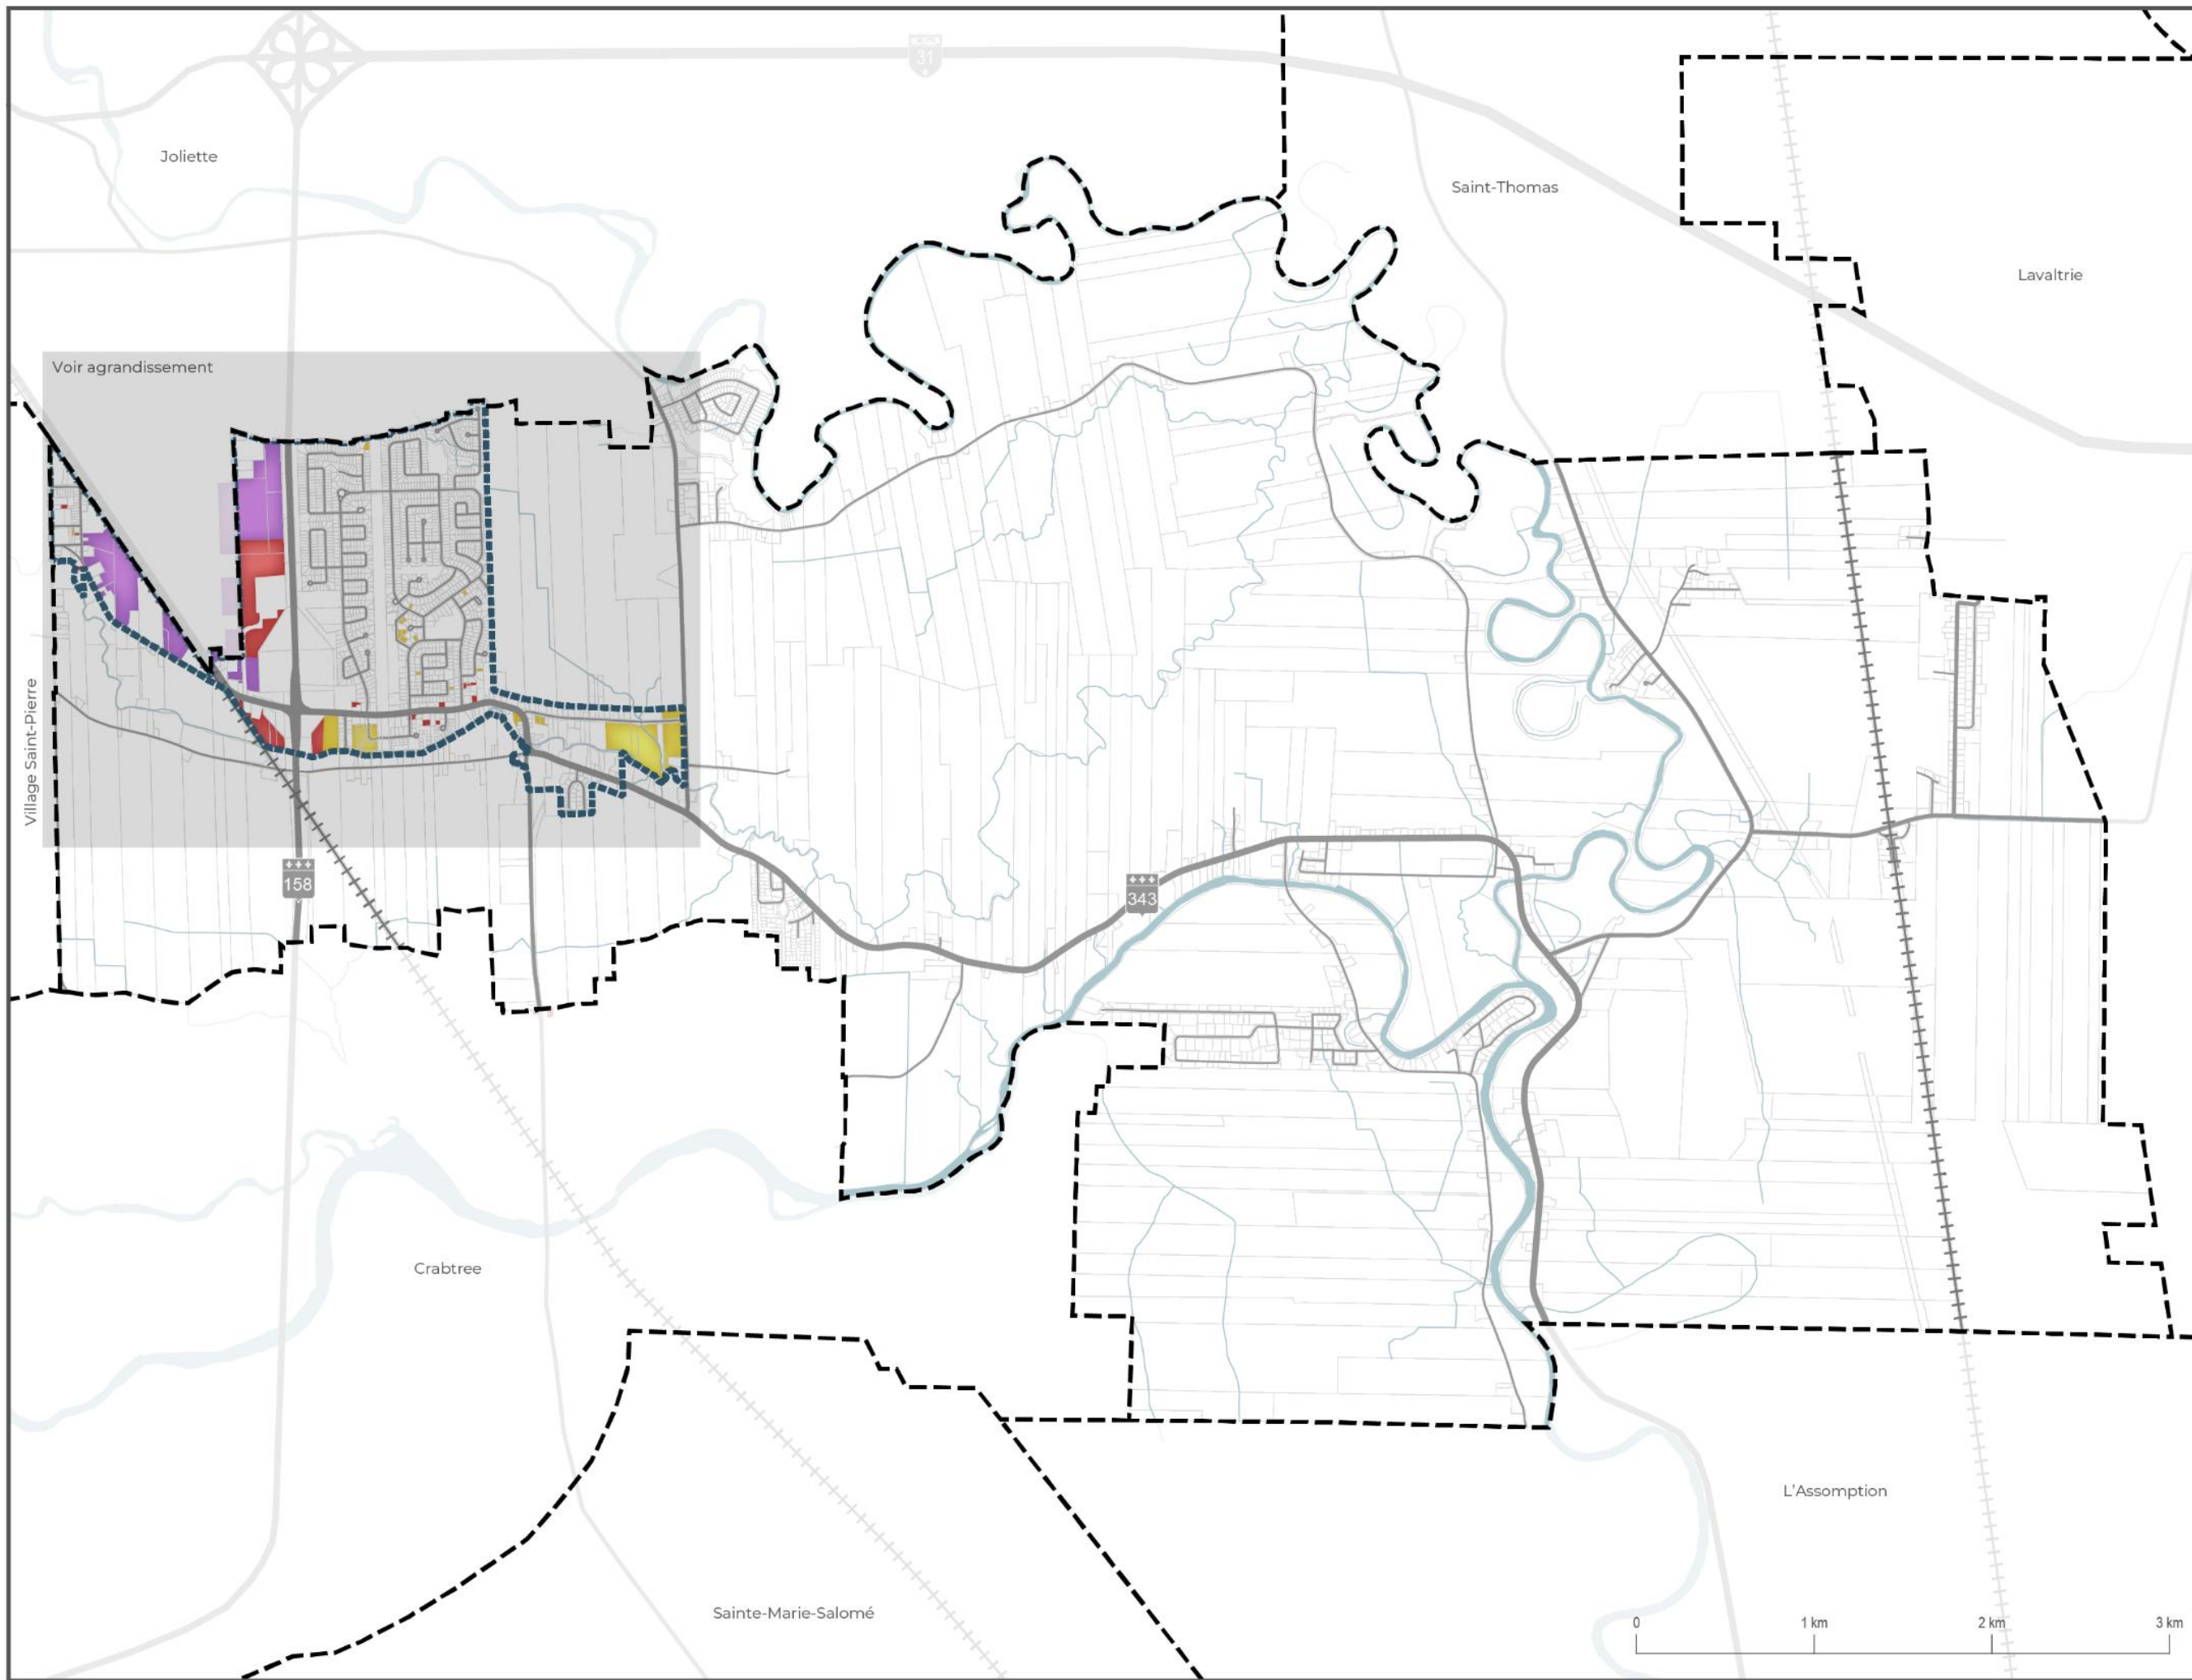 31
Joliette
Saint-Thomas
Lavaltrie
Voir agrandissement
Village Saint-Pierre
158
343
Crabtree
L'Assomption
Sainte-Marie-Salomé
0 1 km 2 km 3 km